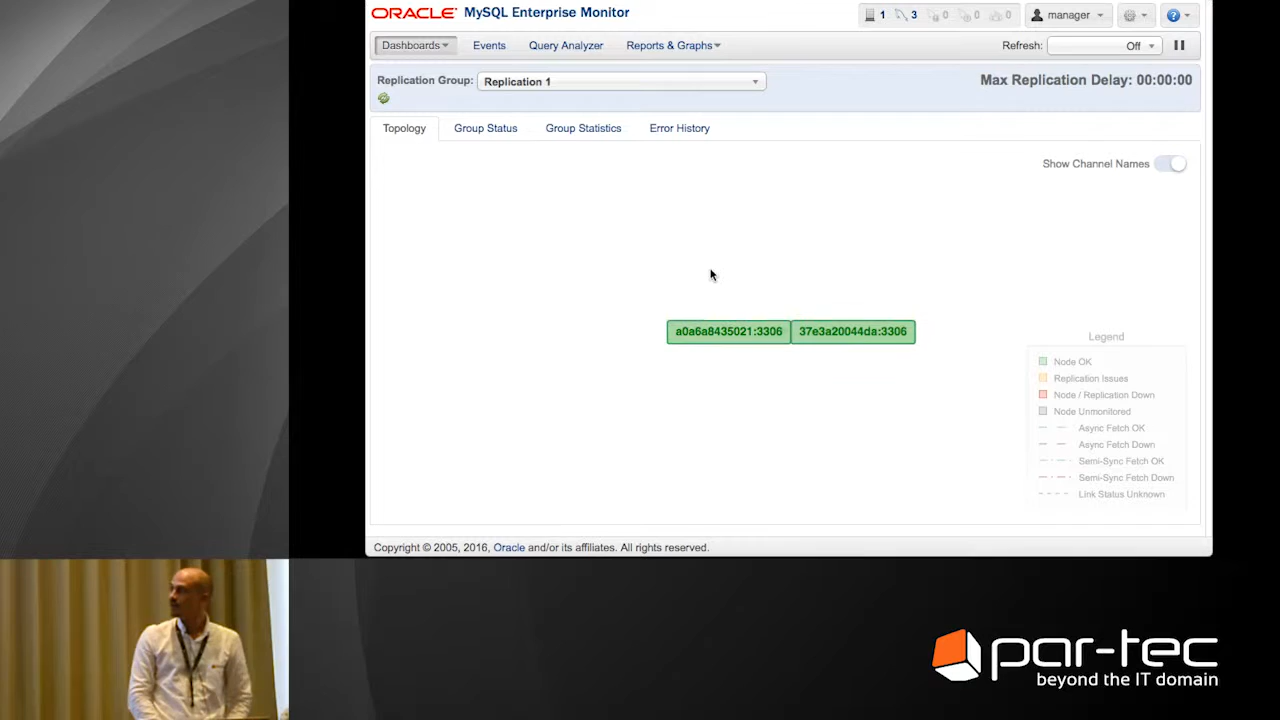 ORACLE MySQL Enterprise Monitor
1 3 0 0 0 manager
Dashboards Events Query Analyzer Reports & Graphs Refresh: Off
Replication Group: Replication 1 Max Replication Delay: 00:00:00
Topology Group Status Group Statistics Error History
Show Channel Names
a0a6a8435021:3306 37e3a20044da:3306
Legend
Node OK
Replication Issues
Node / Replication Down
Node Unmonitored
Async Fetch OK
Async Fetch Down
Semi-Sync Fetch OK
Semi-Sync Fetch Down
Link Status Unknown
Copyright © 2005, 2016, Oracle and/or its affiliates. All rights reserved.
par-tec
beyond the IT domain